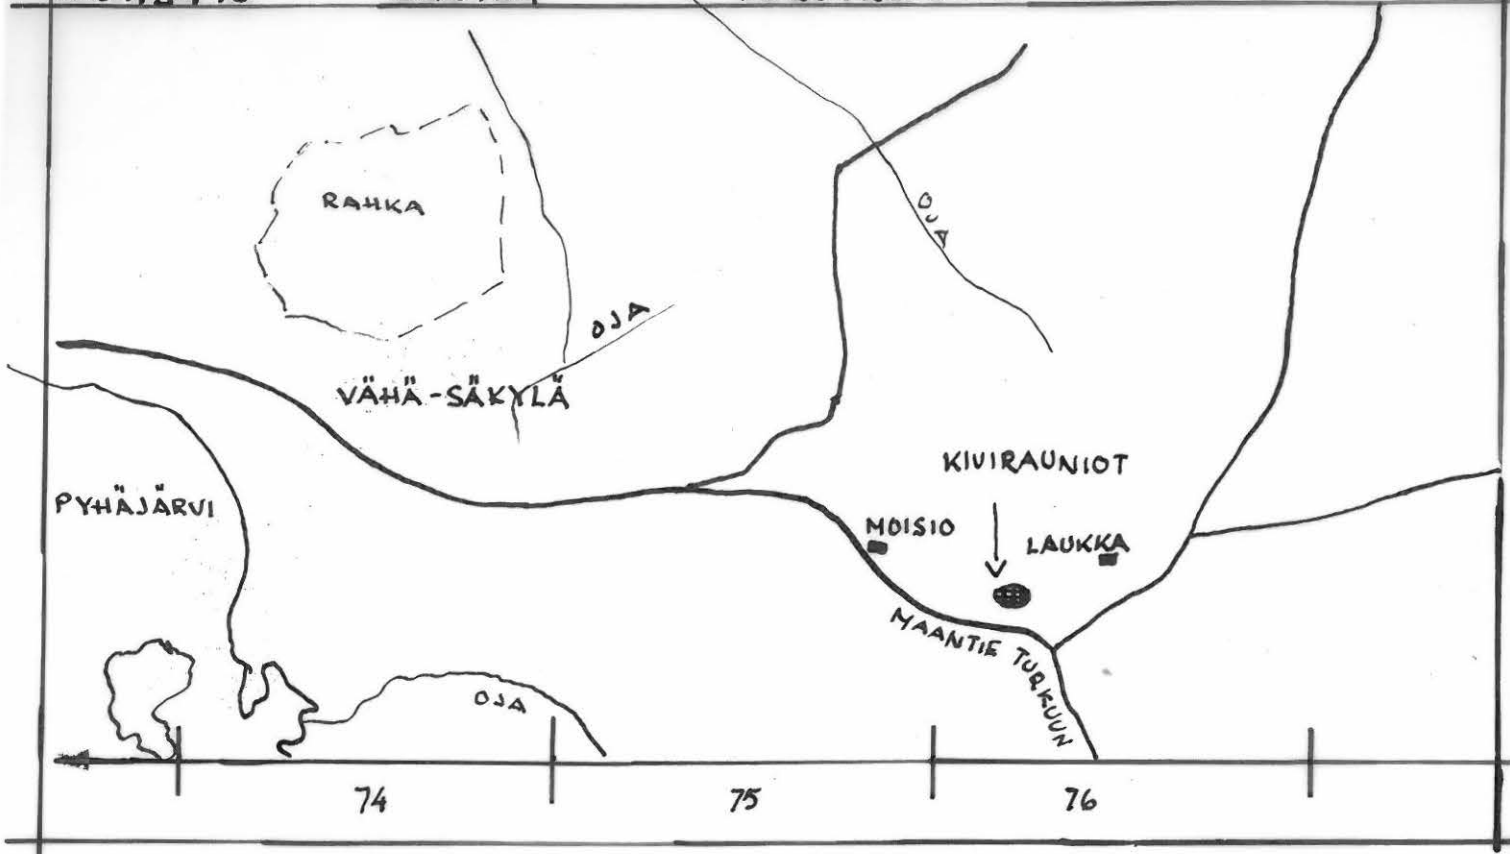 RAHKA
OJA
OJA
VÄHÄ-SÄKYLÄ
KIVIRAUNIOT
PYHÄJÄRVI
MOISIO
LAUKKA
MAANTIE TURKUUN
OJA
74 75 76